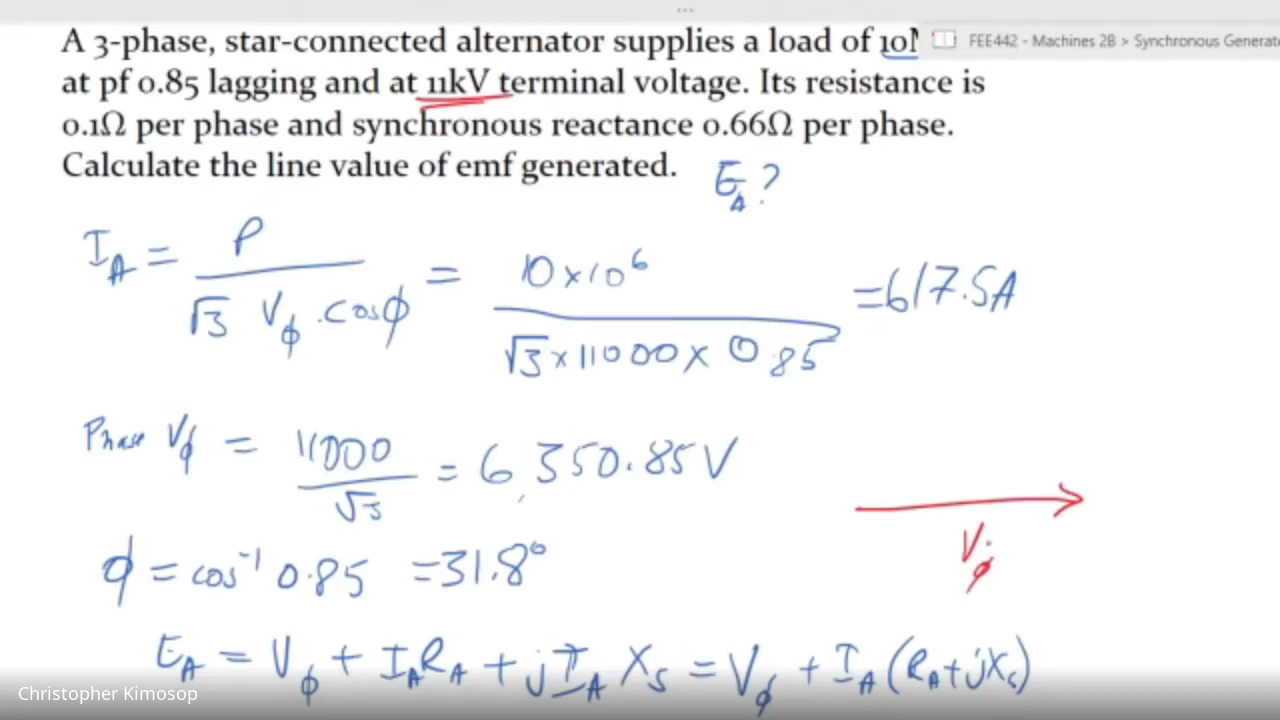 A 3-phase, star-connected alternator supplies a load of 10M
FEE442 - Machines 2B > Synchronous Generat
at pf 0.85 lagging and at 11kV terminal voltage. Its resistance is
0.1Ω per phase and synchronous reactance 0.66Ω per phase.
Calculate the line value of emf generated. E_A ?
I_A = P / √3 V_ϕ . cosϕ = 10 × 10^6 / √3 × 11000 × 0.85 = 617.5A
Phase V_ϕ = 11000 / √3 = 6,350.85V
V_ϕ
ϕ = cos^-1 0.85 = 31.8°
E_A = V_ϕ + I_A R_A + j I_A X_s = V_ϕ + I_A (R_A + jX_s)
Christopher Kimosop